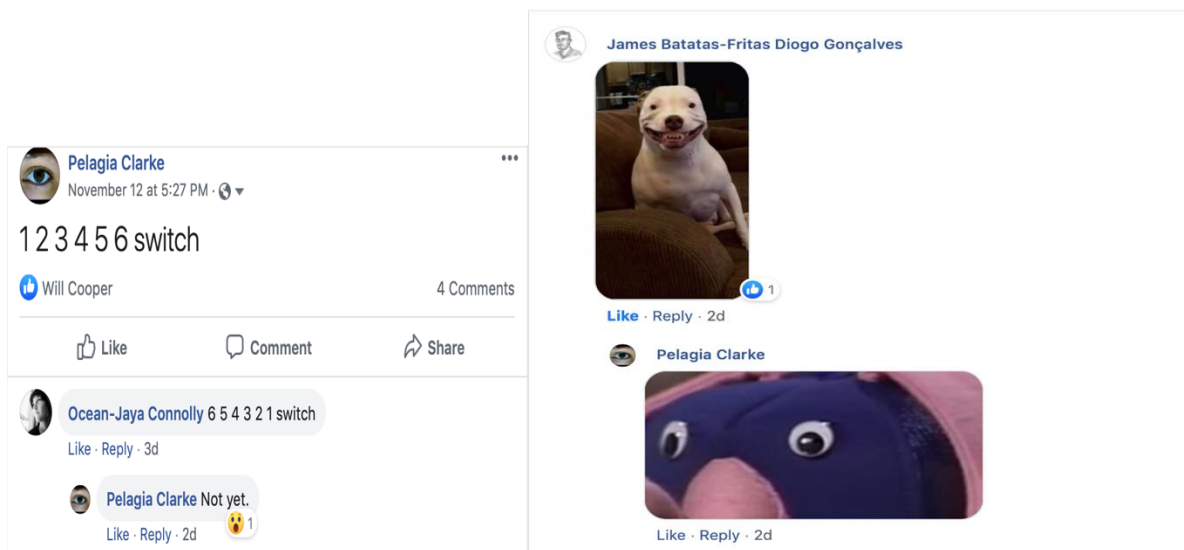 Pelagia Clarke
November 12 at 5:27 PM ·
1 2 3 4 5 6 switch
Will Cooper
4 Comments
Like
Comment
Share
Ocean-Jaya Connolly 6 5 4 3 2 1 switch
Like · Reply · 3d
Pelagia Clarke Not yet.
1
Like · Reply · 2d
James Batatas-Fritas Diogo Gonçalves
1
Like · Reply · 2d
Pelagia Clarke
Like · Reply · 2d